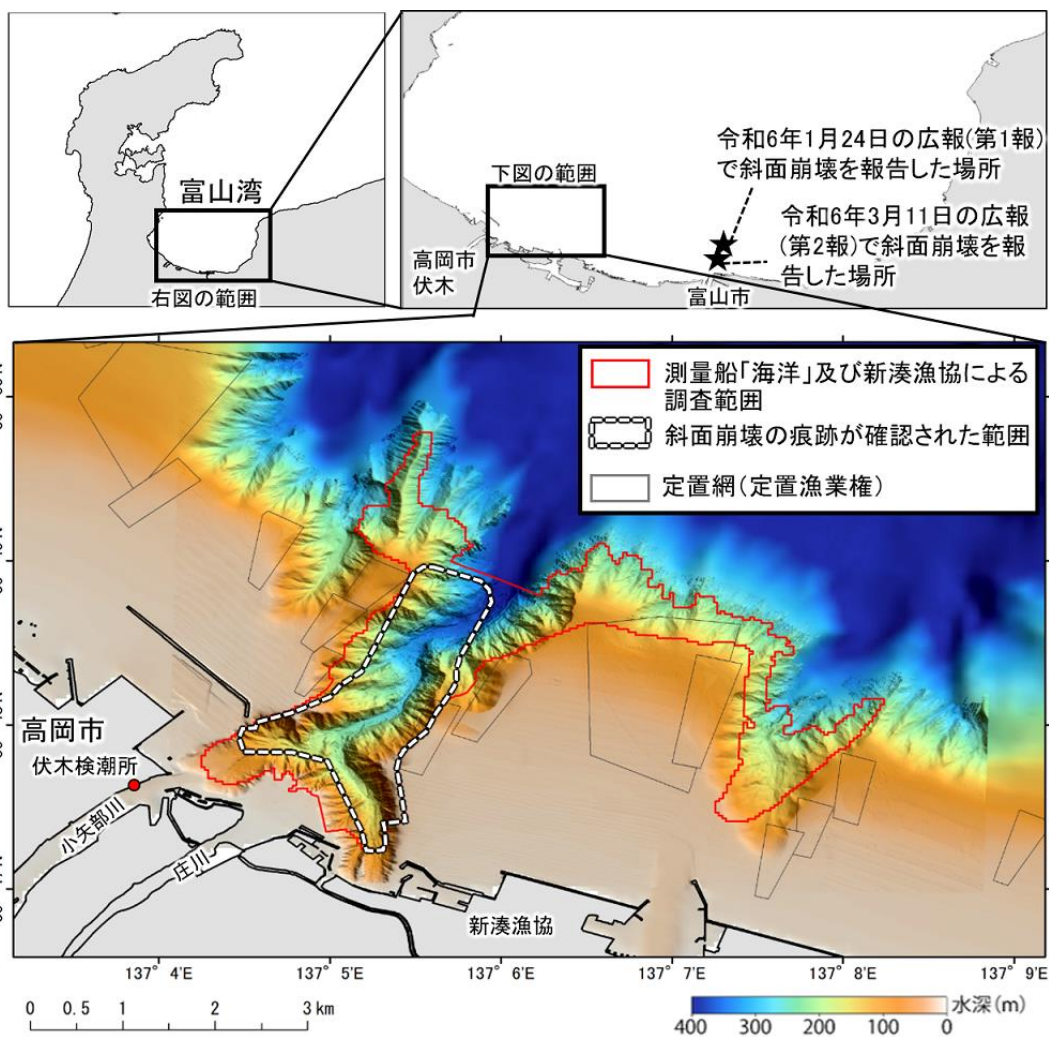 富山湾
右図の範囲
令和6年1月24日の広報(第1報)
で斜面崩壊を報告した場所
下図の範囲
令和6年3月11日の広報
(第2報)で斜面崩壊を報
告した場所
高岡市
伏木
富山市
測量船「海洋」及び新湊漁協による
調査範囲
斜面崩壊の痕跡が確認された範囲
定置網(定置漁業権)
高岡市
伏木検潮所
小矢部川
庄川
新湊漁協
137° 4'E
137° 5'E
137° 6'E
137° 7'E
137° 8'E
137° 9'E
0 0.5 1 2 3 km
水深(m)
400 300 200 100 0